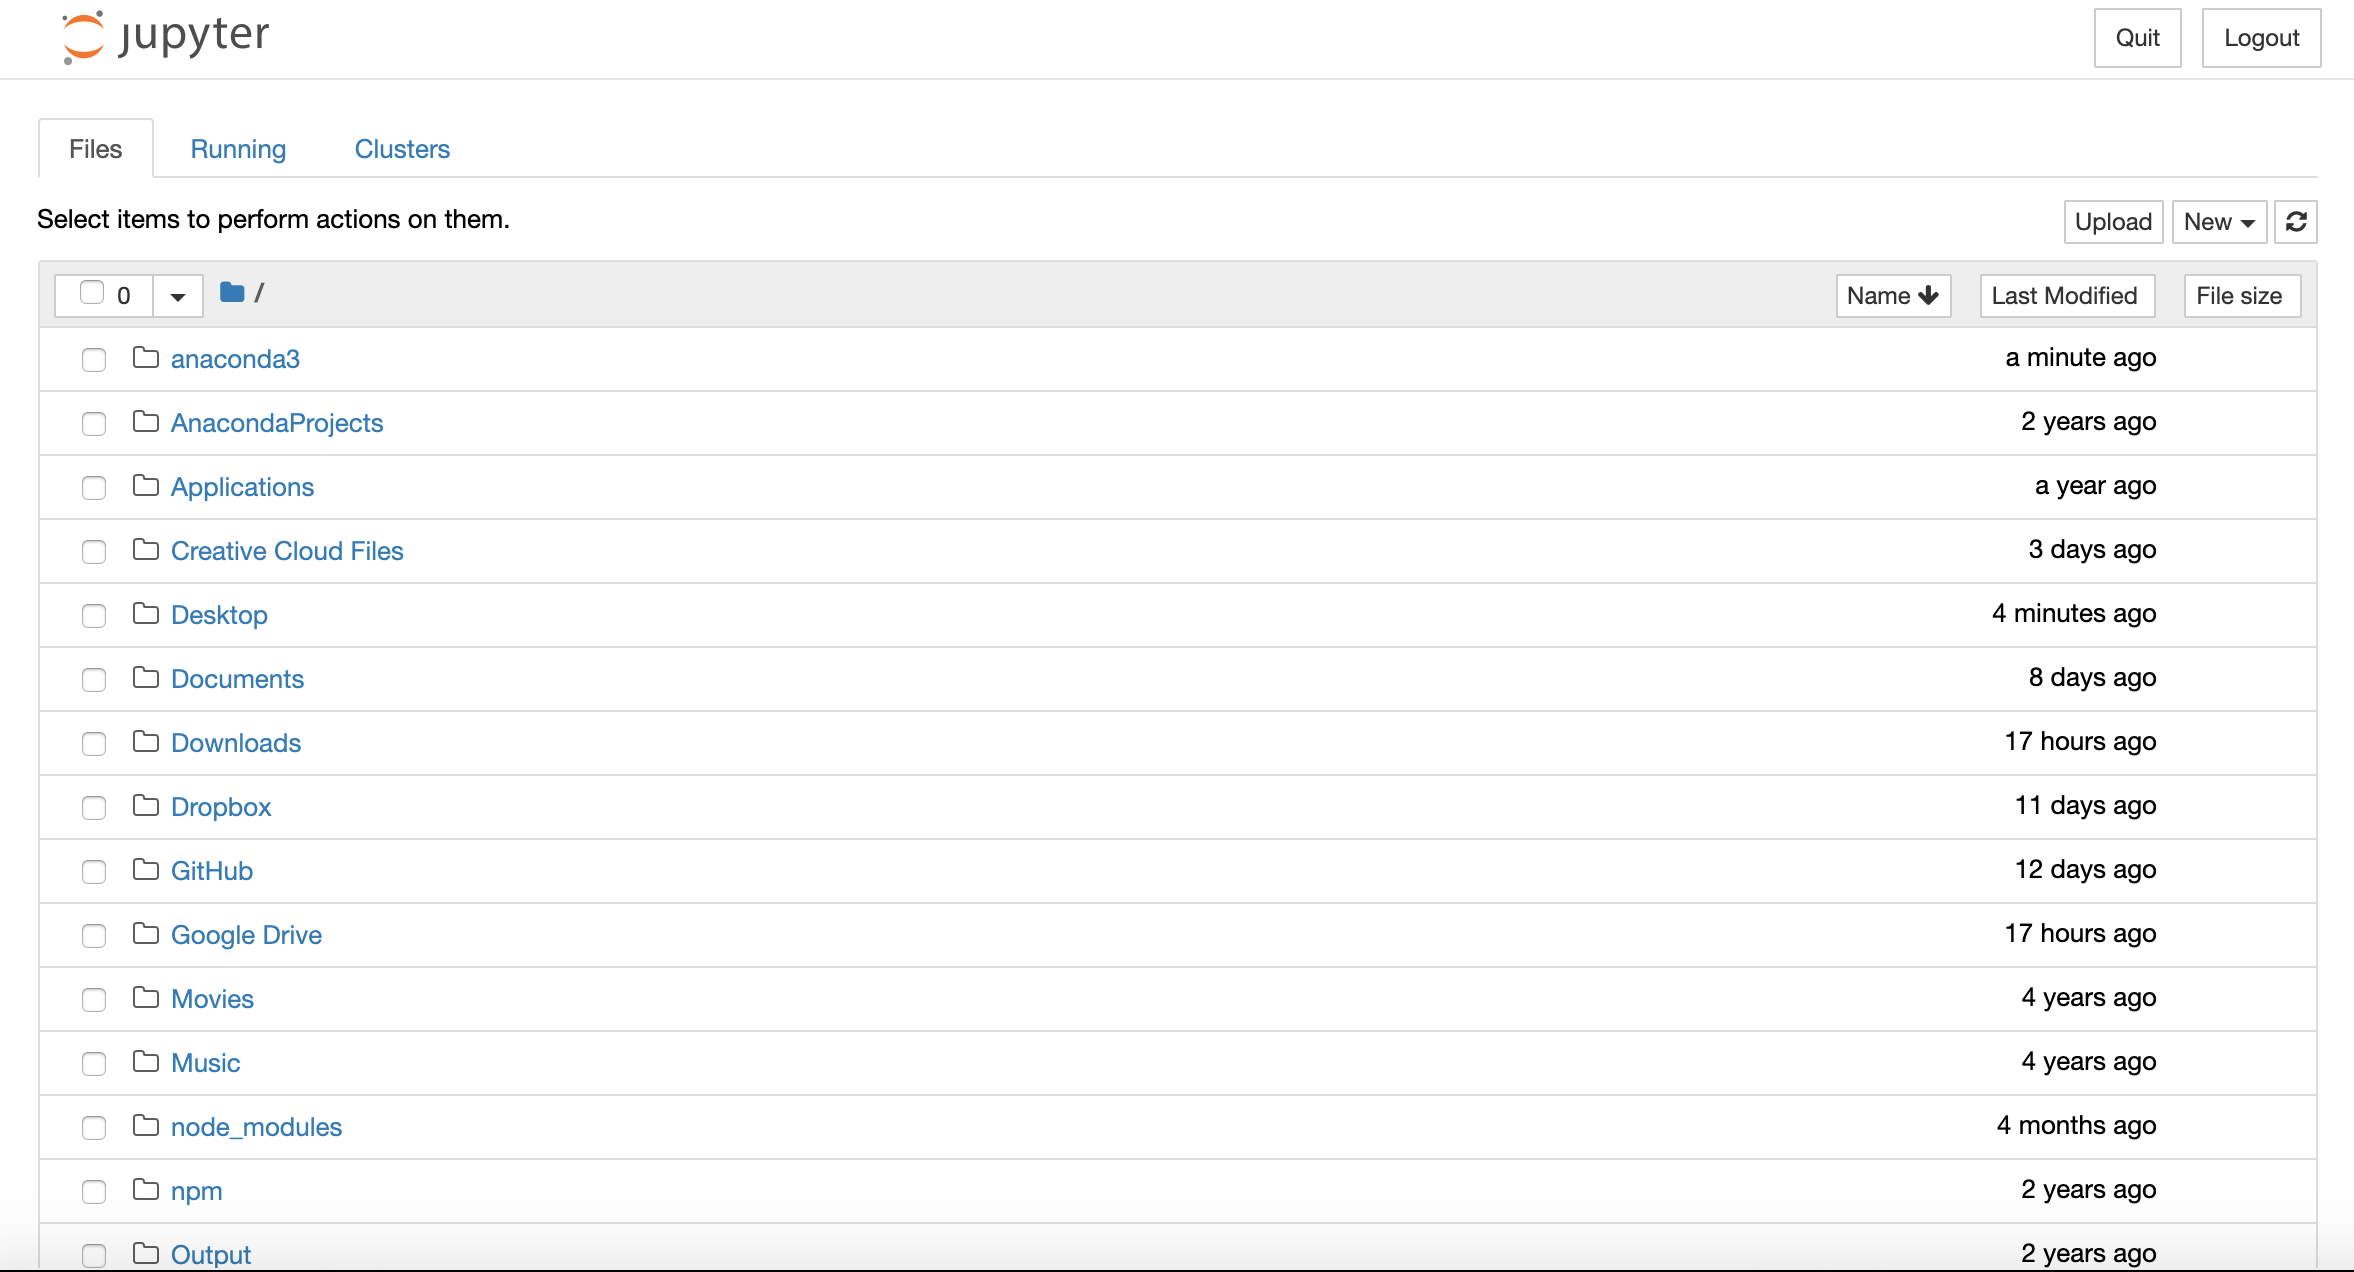 jupyter Quit Logout
Files Running Clusters
Select items to perform actions on them. Upload New
0 / Name Last Modified File size
anaconda3 a minute ago
AnacondaProjects 2 years ago
Applications a year ago
Creative Cloud Files 3 days ago
Desktop 4 minutes ago
Documents 8 days ago
Downloads 17 hours ago
Dropbox 11 days ago
GitHub 12 days ago
Google Drive 17 hours ago
Movies 4 years ago
Music 4 years ago
node_modules 4 months ago
npm 2 years ago
Output 2 years ago